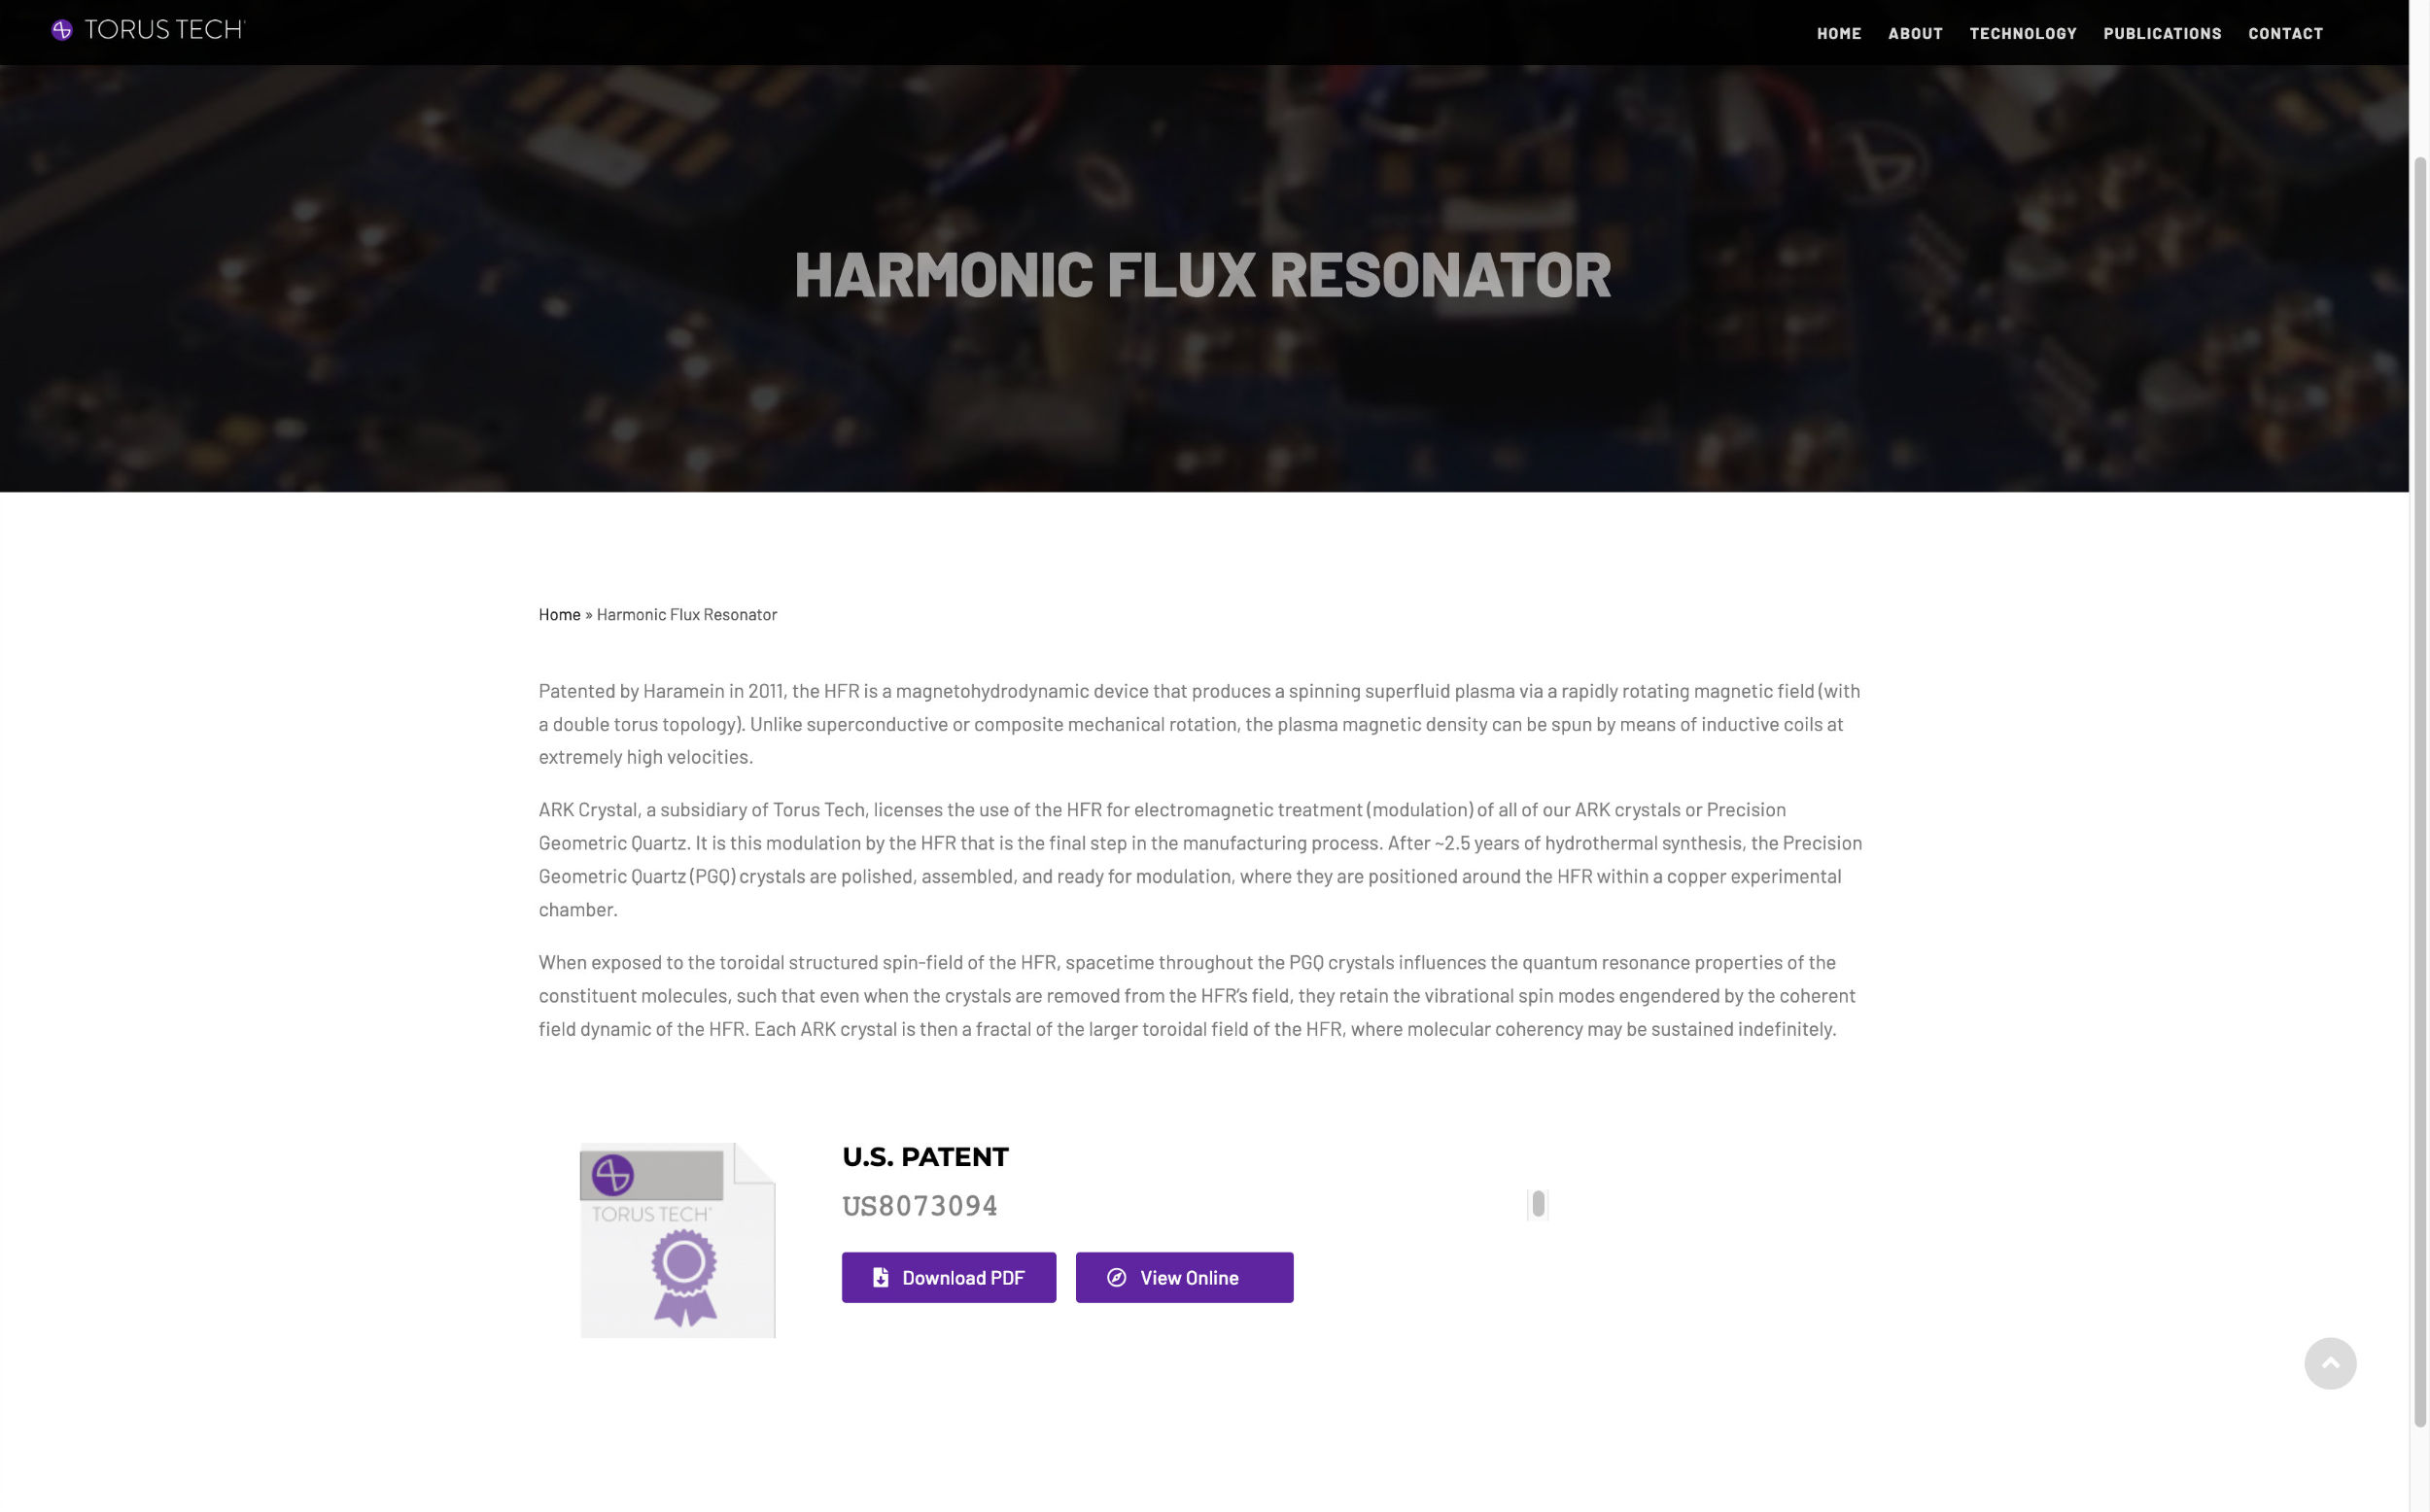 TORUS TECH
HOME ABOUT TECHNOLOGY PUBLICATIONS CONTACT
HARMONIC FLUX RESONATOR
Home » Harmonic Flux Resonator
Patented by Haramein in 2011, the HFR is a magnetohydrodynamic device that produces a spinning superfluid plasma via a rapidly rotating magnetic field (with
a double torus topology). Unlike superconductive or composite mechanical rotation, the plasma magnetic density can be spun by means of inductive coils at
extremely high velocities.
ARK Crystal, a subsidiary of Torus Tech, licenses the use of the HFR for electromagnetic treatment (modulation) of all of our ARK crystals or Precision
Geometric Quartz. It is this modulation by the HFR that is the final step in the manufacturing process. After ~2.5 years of hydrothermal synthesis, the Precision
Geometric Quartz (PGQ) crystals are polished, assembled, and ready for modulation, where they are positioned around the HFR within a copper experimental
chamber.
When exposed to the toroidal structured spin-field of the HFR, spacetime throughout the PGQ crystals influences the quantum resonance properties of the
constituent molecules, such that even when the crystals are removed from the HFR’s field, they retain the vibrational spin modes engendered by the coherent
field dynamic of the HFR. Each ARK crystal is then a fractal of the larger toroidal field of the HFR, where molecular coherency may be sustained indefinitely.
TORUS TECH
U.S. PATENT
US8073094
Download PDF View Online